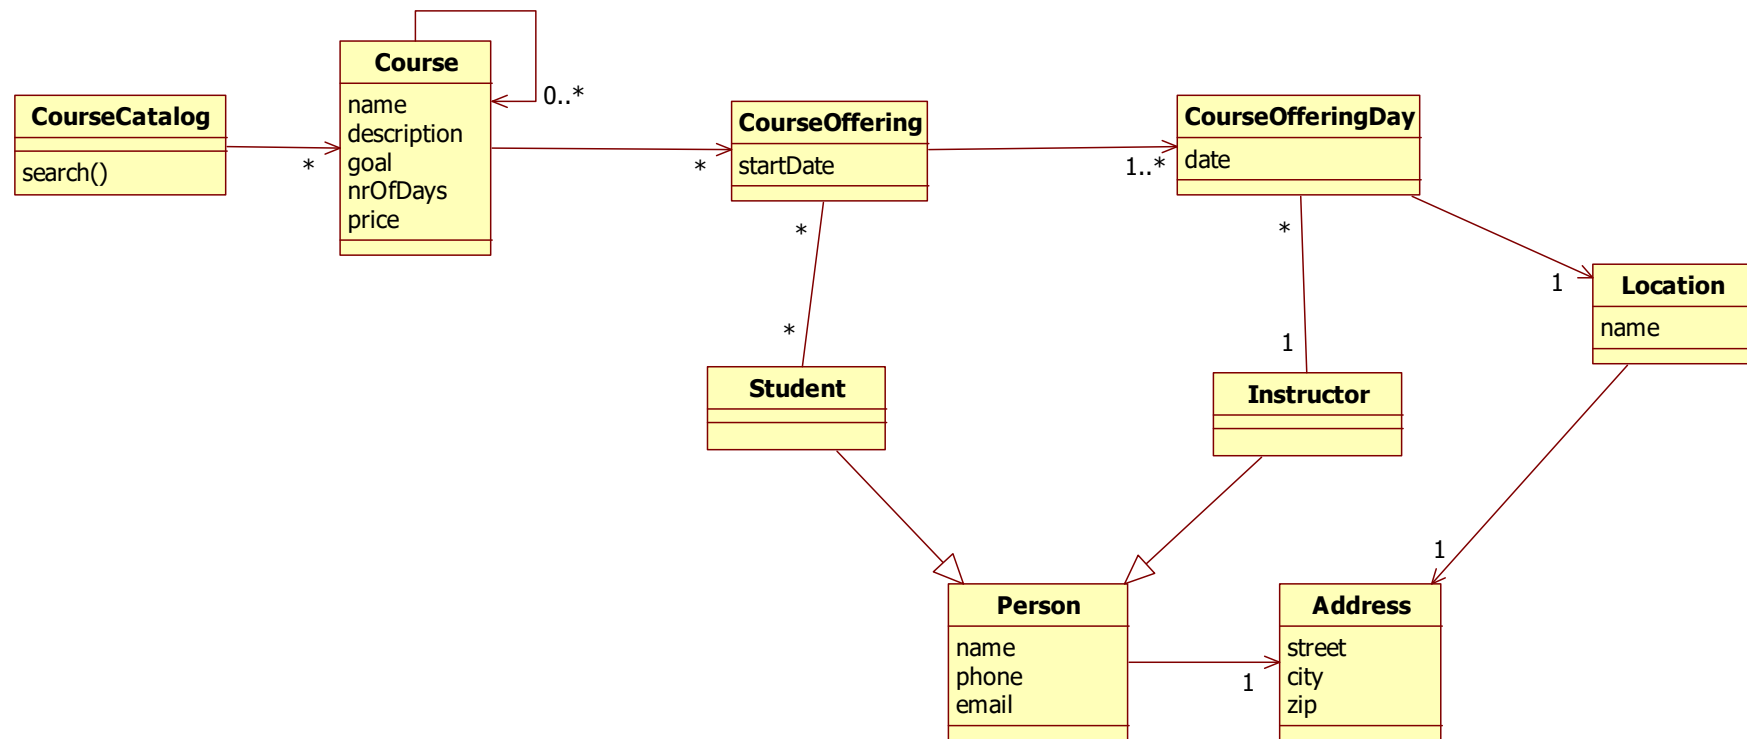 Course
name
description
goal
nrOfDays
price
0..*
CourseCatalog
search()
*
CourseOffering
startDate
*
CourseOfferingDay
date
1..*
*
*
*
1
1
Location
name
Student
Instructor
1
Person
name
phone
email
1
Address
street
city
zip